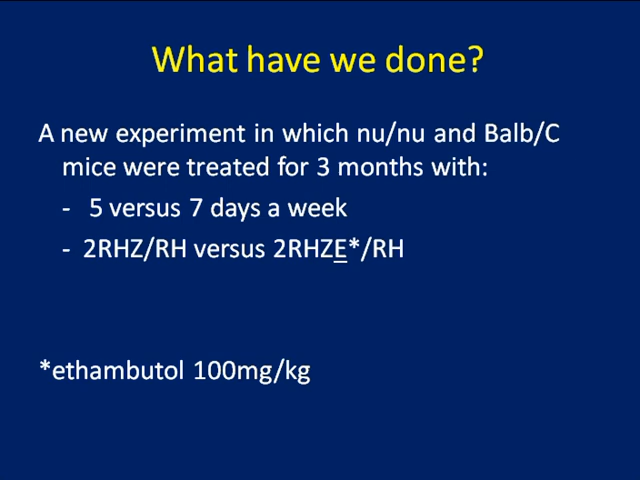 What have we done?
A new experiment in which nu/nu and Balb/C
mice were treated for 3 months with:
- 5 versus 7 days a week
- 2RHZ/RH versus 2RHZE*/RH
*ethambutol 100mg/kg